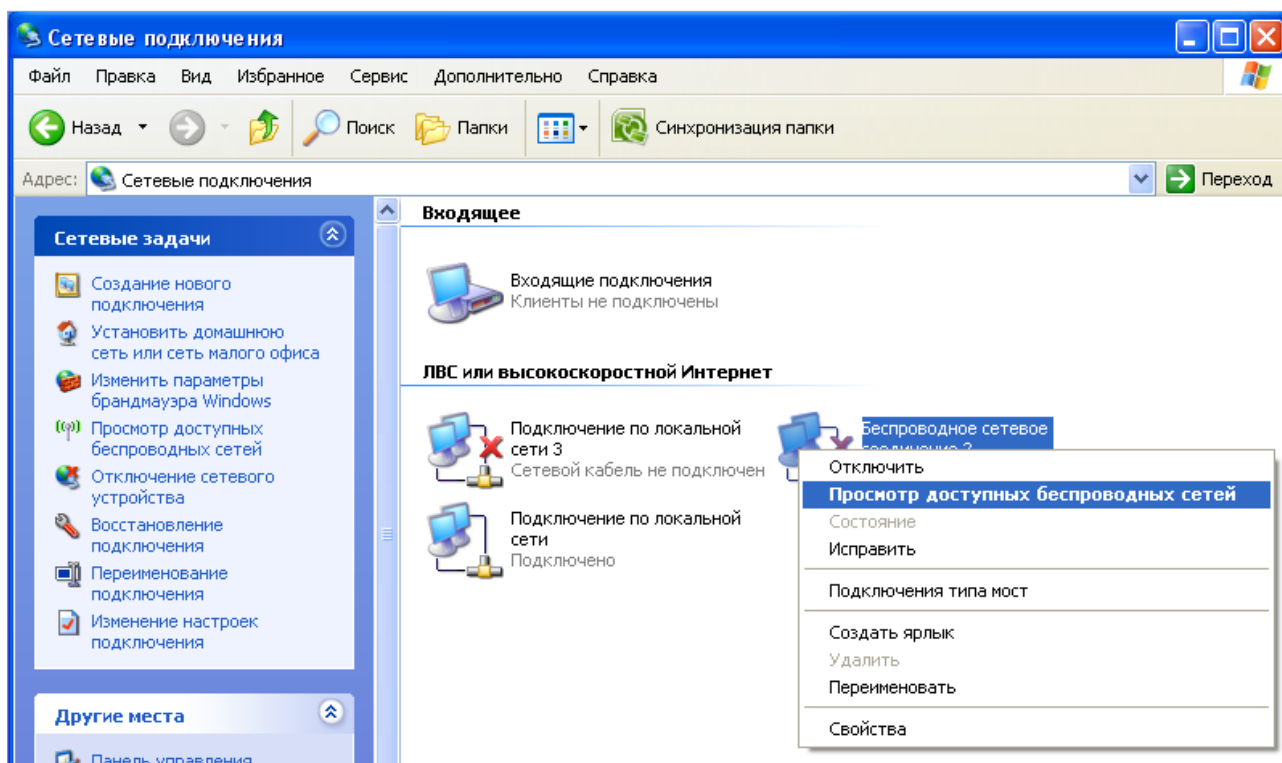 Сетевые подключения
Файл Правка Вид Избранное Сервис Дополнительно Справка
Назад Поиск Папки Синхронизация папки
Адрес: Сетевые подключения Переход
Сетевые задачи
Создание нового
подключения
Установить домашнюю
сеть или сеть малого офиса
Изменить параметры
брандмауэра Windows
Просмотр доступных
беспроводных сетей
Отключение сетевого
устройства
Восстановление
подключения
Переименование
подключения
Изменение настроек
подключения
Другие места
Панель управления
Входящее
Входящие подключения
Клиенты не подключены
ЛВС или высокоскоростной Интернет
Подключение по локальной
сети 3
Сетевой кабель не подключен
Подключение по локальной
сети
Подключено
Беспроводное сетевое
соединение 2
Отключить
Просмотр доступных беспроводных сетей
Состояние
Исправить
Подключения типа мост
Создать ярлык
Удалить
Переименовать
Свойства